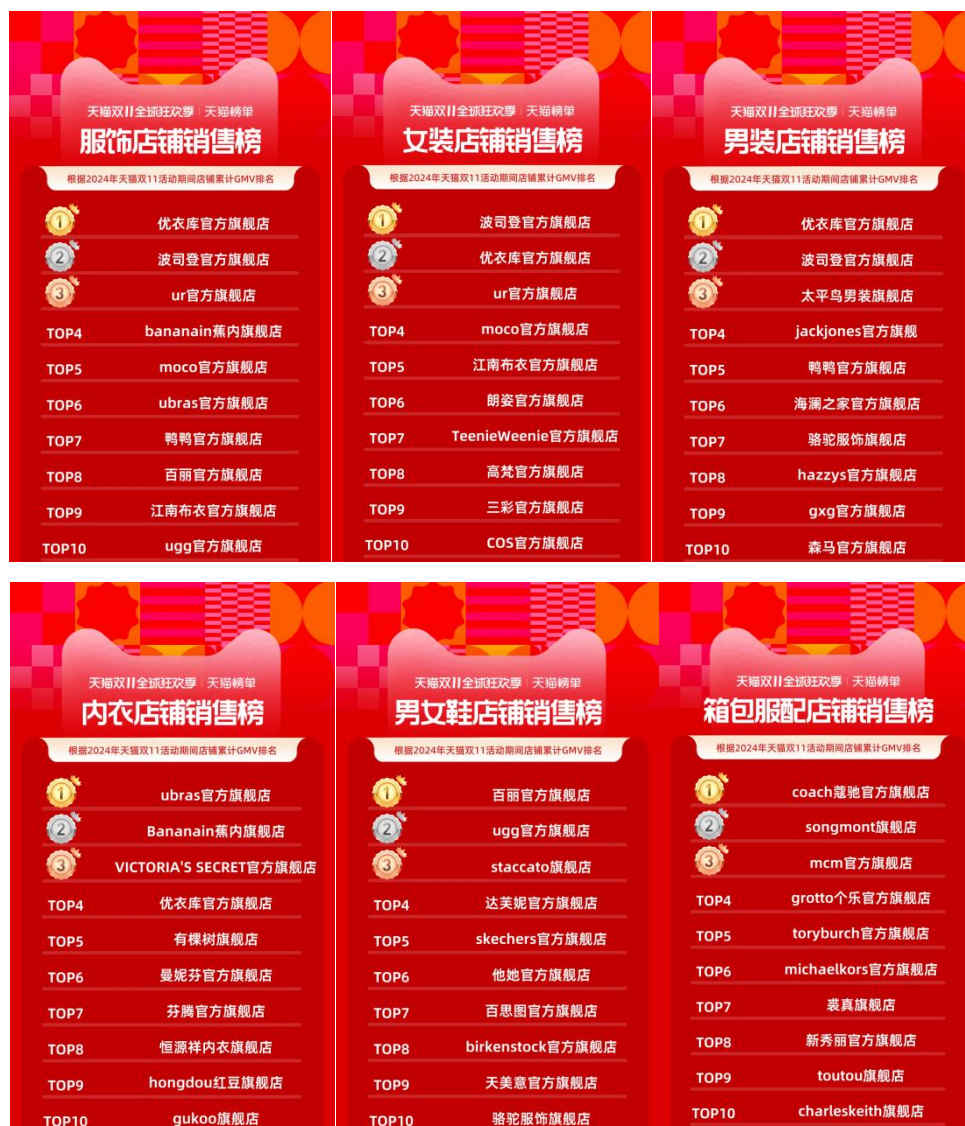 天猫双11全球狂欢季 天猫榜单
服饰店铺销售榜
根据2024年天猫双11活动期间店铺累计GMV排名
1 优衣库官方旗舰店
2 波司登官方旗舰店
3 ur官方旗舰店
TOP4 bananain蕉内旗舰店
TOP5 moco官方旗舰店
TOP6 ubras官方旗舰店
TOP7 鸭鸭官方旗舰店
TOP8 百丽官方旗舰店
TOP9 江南布衣官方旗舰店
TOP10 ugg官方旗舰店
天猫双11全球狂欢季 天猫榜单
女装店铺销售榜
根据2024年天猫双11活动期间店铺累计GMV排名
1 波司登官方旗舰店
2 优衣库官方旗舰店
3 ur官方旗舰店
TOP4 moco官方旗舰店
TOP5 江南布衣官方旗舰店
TOP6 朗姿官方旗舰店
TOP7 TeenieWeenie官方旗舰店
TOP8 高梵官方旗舰店
TOP9 三彩官方旗舰店
TOP10 COS官方旗舰店
天猫双11全球狂欢季 天猫榜单
男装店铺销售榜
根据2024年天猫双11活动期间店铺累计GMV排名
1 优衣库官方旗舰店
2 波司登官方旗舰店
3 太平鸟男装旗舰店
TOP4 jackjones官方旗舰
TOP5 鸭鸭官方旗舰店
TOP6 海澜之家官方旗舰店
TOP7 骆驼服饰旗舰店
TOP8 hazzys官方旗舰店
TOP9 gxg官方旗舰店
TOP10 森马官方旗舰店
天猫双11全球狂欢季 天猫榜单
内衣店铺销售榜
根据2024年天猫双11活动期间店铺累计GMV排名
1 ubras官方旗舰店
2 Bananain蕉内旗舰店
3 VICTORIA'S SECRET官方旗舰店
TOP4 优衣库官方旗舰店
TOP5 有棵树旗舰店
TOP6 曼妮芬官方旗舰店
TOP7 芬腾官方旗舰店
TOP8 恒源祥内衣旗舰店
TOP9 hongdou红豆旗舰店
TOP10 gukoo旗舰店
天猫双11全球狂欢季 天猫榜单
男女鞋店铺销售榜
根据2024年天猫双11活动期间店铺累计GMV排名
1 百丽官方旗舰店
2 ugg官方旗舰店
3 staccato旗舰店
TOP4 达芙妮官方旗舰店
TOP5 skechers官方旗舰店
TOP6 他她官方旗舰店
TOP7 百思图官方旗舰店
TOP8 birkenstock官方旗舰店
TOP9 天美意官方旗舰店
TOP10 骆驼服饰旗舰店
天猫双11全球狂欢季 天猫榜单
箱包服配店铺销售榜
根据2024年天猫双11活动期间店铺累计GMV排名
1 coach蔻驰官方旗舰店
2 songmont旗舰店
3 mcm官方旗舰店
TOP4 grotto个乐官方旗舰店
TOP5 toryburch官方旗舰店
TOP6 michaelkors官方旗舰店
TOP7 裘真旗舰店
TOP8 新秀丽官方旗舰店
TOP9 toutou旗舰店
TOP10 charleskeith旗舰店